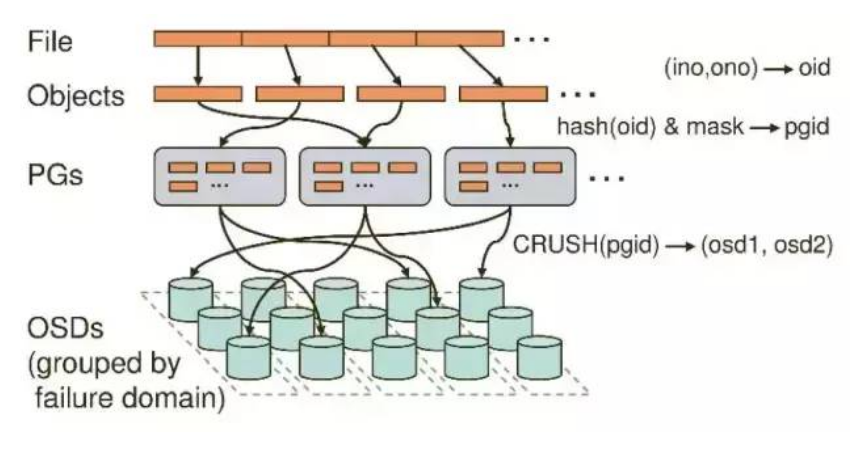 File
...
(ino,ono) → oid
Objects
...
hash(oid) & mask → pgid
PGs
...
...
...
...
CRUSH(pgid) → (osd1, osd2)
OSDs
(grouped by
failure domain)